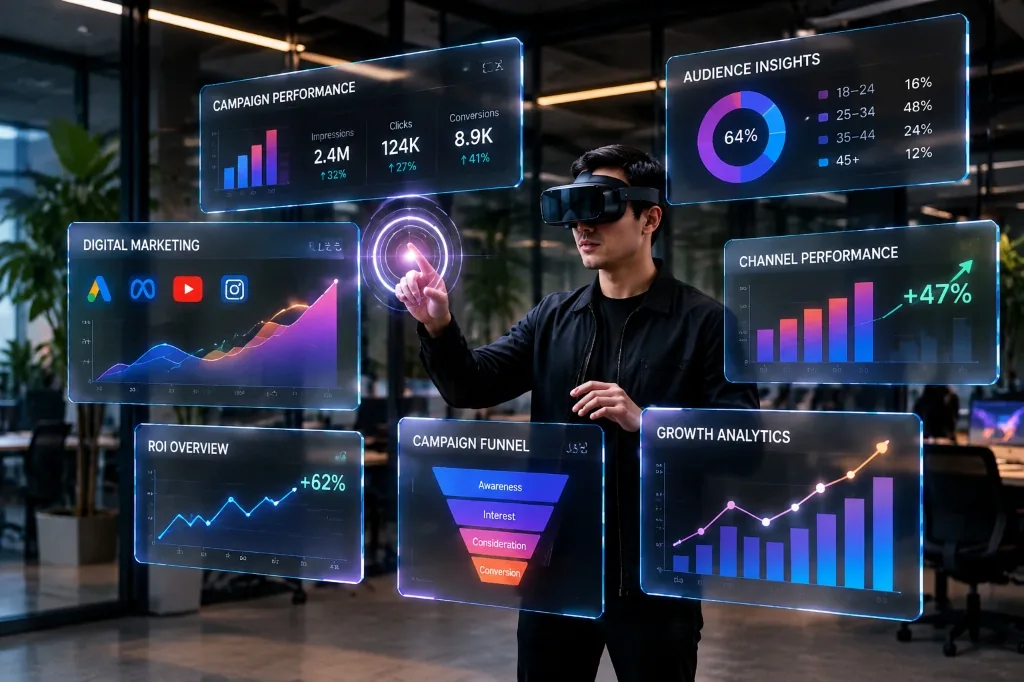 CAMPAIGN PERFORMANCE
Impressions
2.4M
↑32%
Clicks
124K
↑27%
Conversions
8.9K
↑41%
AUDIENCE INSIGHTS
64%
18–24 16%
25–34 48%
35–44 24%
45+ 12%
DIGITAL MARKETING
CHANNEL PERFORMANCE
+47%
ROI OVERVIEW
+62%
CAMPAIGN FUNNEL
Awareness
Interest
Consideration
Conversion
GROWTH ANALYTICS